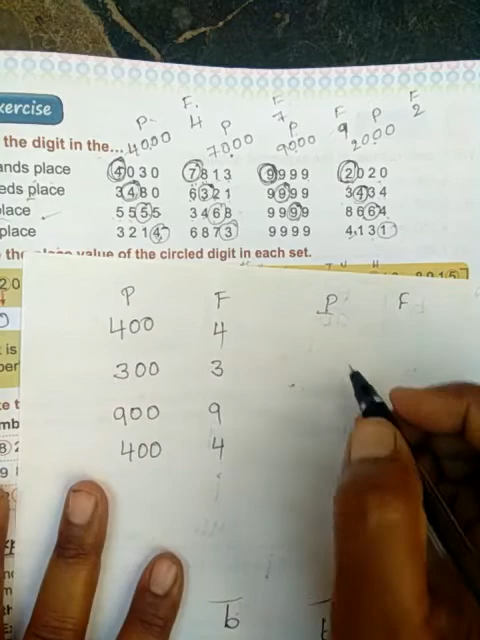 F. F F P F
P- 4 P 7 P 9 2000 2
4000 7000 9000
xercise
the digit in the...
ands place 4030 7813 9999 2020
eds place 3480 6321 9999 3434
place 5555 3468 9999 8664
place 3214 6873 9999 4131
the value of the circled digit in each set.
P F P F
400 4
300 3
900 9
400 4